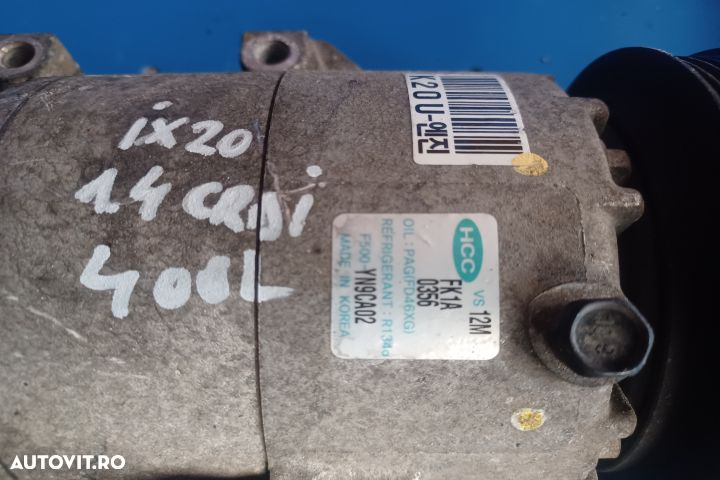 ix20
1.4 CRDi
400L
K20 U-엔진
HCC VS 12M
FK1A
0356
OIL : PAG(FD46XG)
REFRIGERANT : R134a
F500 YN9CA02
MADE IN KOREA
AUTOVIT.RO